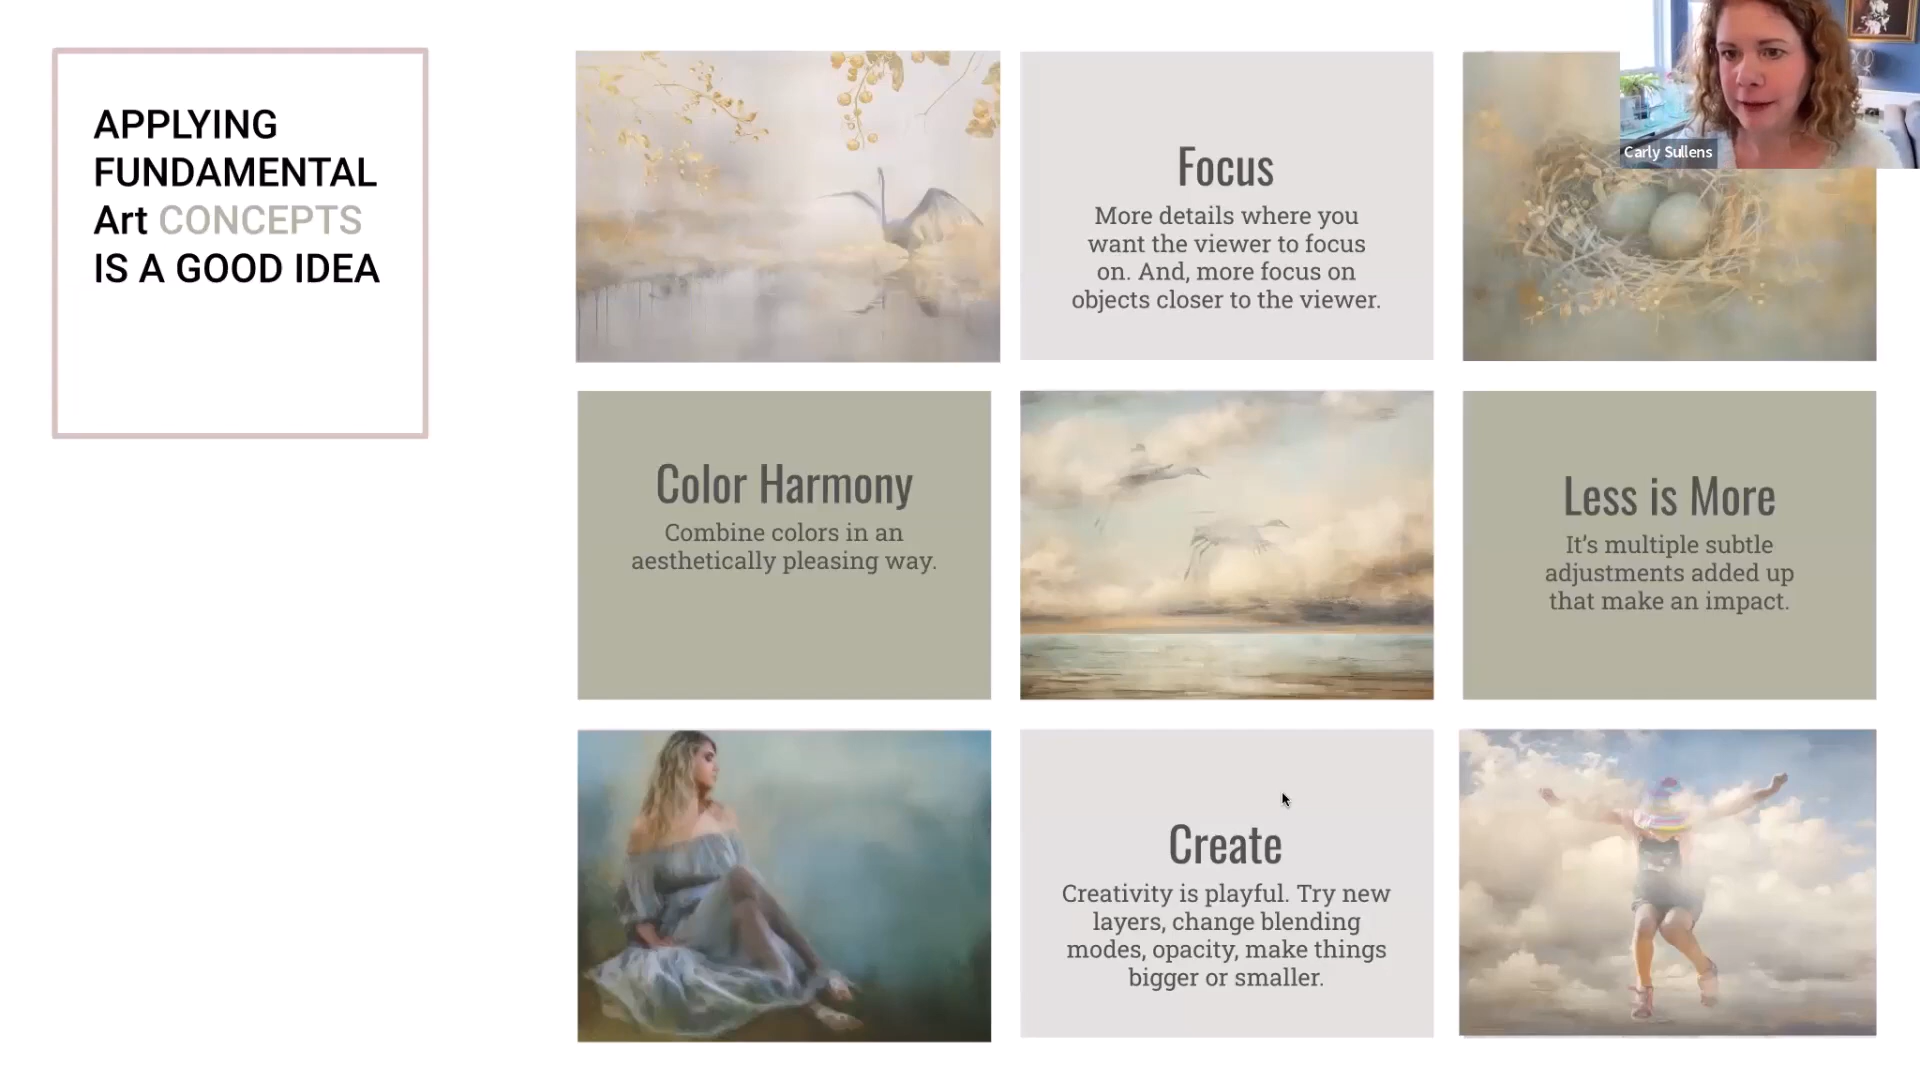 APPLYING
FUNDAMENTAL
Art CONCEPTS
IS A GOOD IDEA
Focus
More details where you
want the viewer to focus
on. And, more focus on
objects closer to the viewer.
Carly Sullens
Color Harmony
Combine colors in an
aesthetically pleasing way.
Less is More
It's multiple subtle
adjustments added up
that make an impact.
Create
Creativity is playful. Try new
layers, change blending
modes, opacity, make things
bigger or smaller.